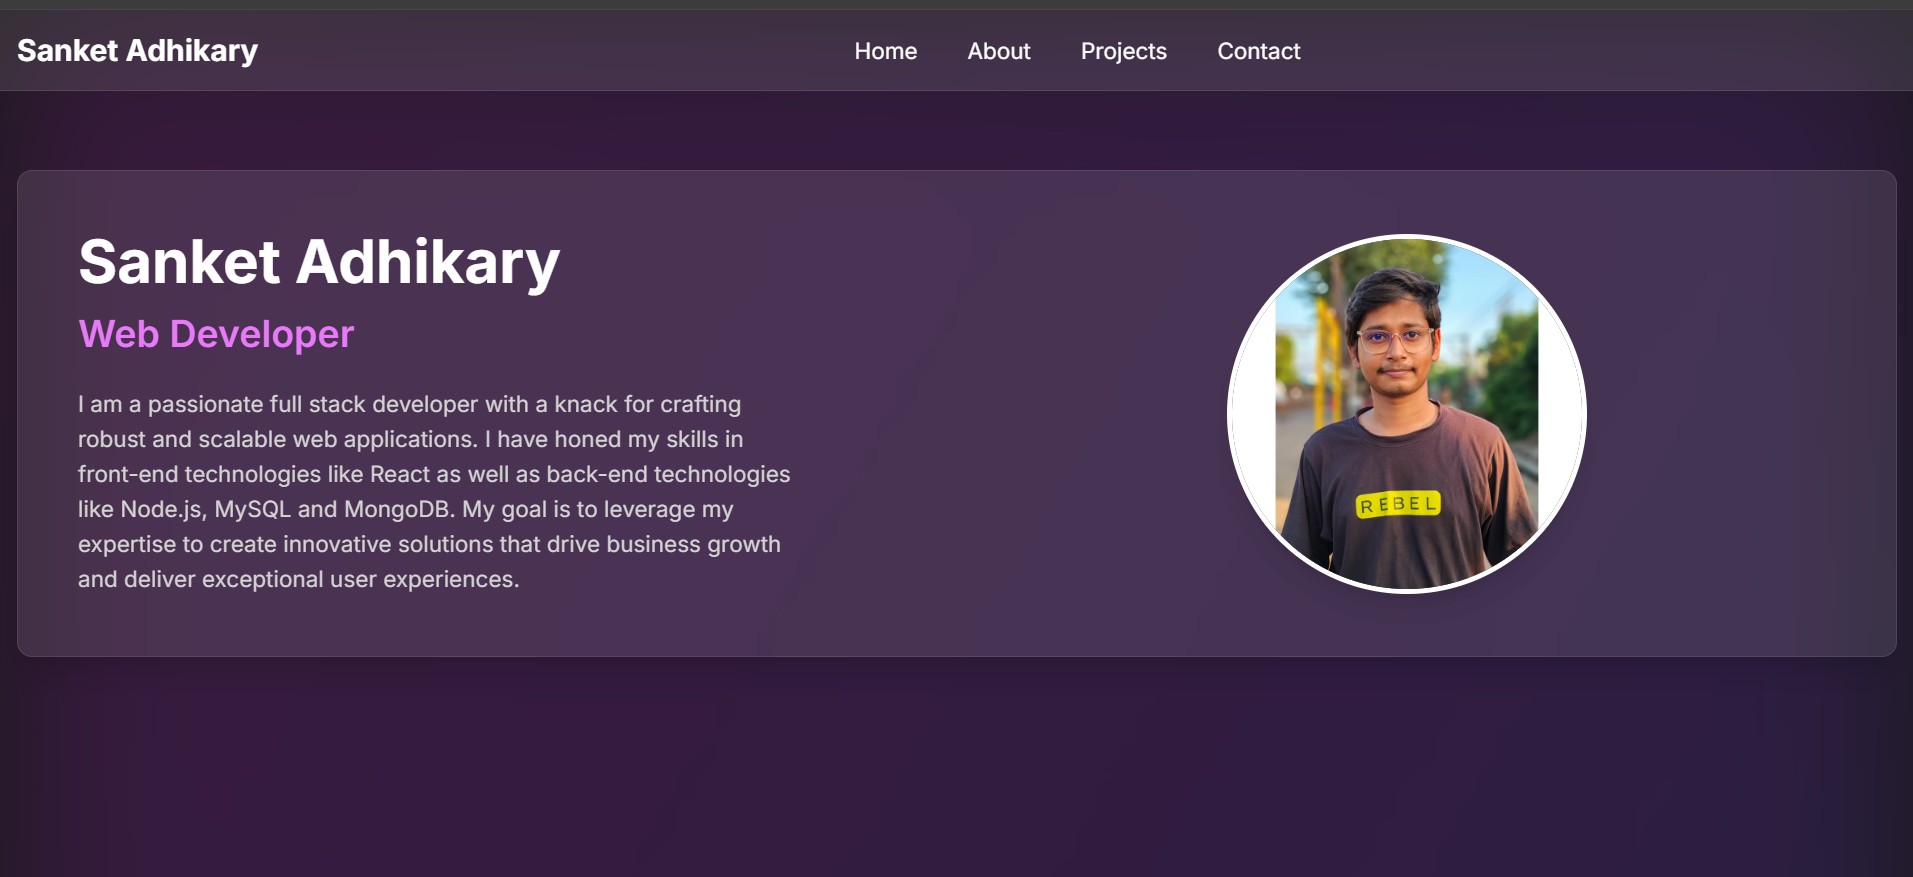 Sanket Adhikary
Home
About
Projects
Contact
Sanket Adhikary
Web Developer
I am a passionate full stack developer with a knack for crafting
robust and scalable web applications. I have honed my skills in
front-end technologies like React as well as back-end technologies
like Node.js, MySQL and MongoDB. My goal is to leverage my
expertise to create innovative solutions that drive business growth
and deliver exceptional user experiences.
REBEL